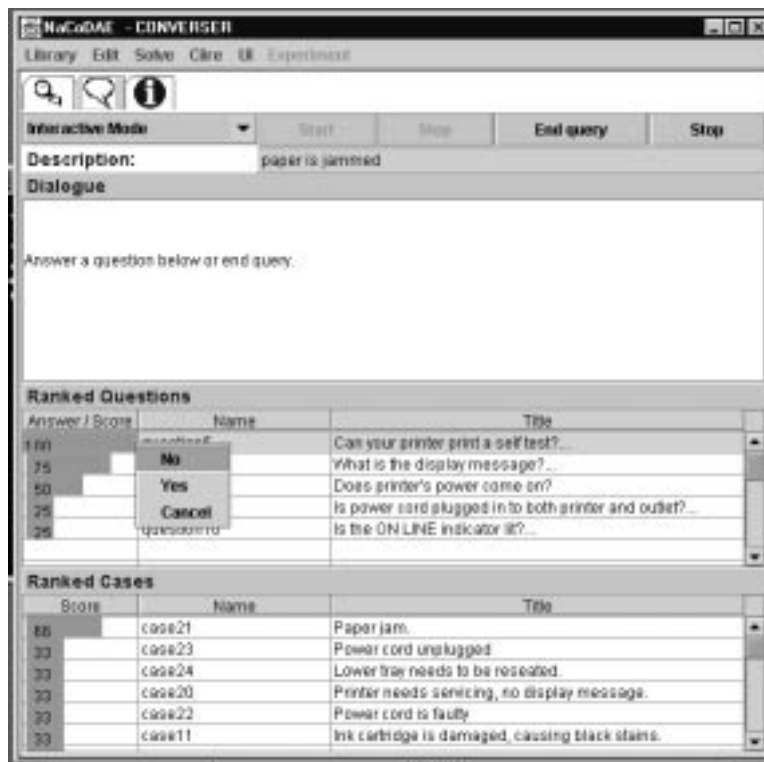 NaCoDAE - CONVERSER
Library Edit Solve Clire UI Experiment
Interactive Mode Start Stop End query Stop
Description: paper is jammed
Dialogue
Answer a question below or end query.
Ranked Questions
Answer / Score Name Title
100 Can your printer print a self test?...
75 What is the display message?...
50 Does printer's power come on?
25 Is power cord plugged in to both printer and outlet?...
25 question10 Is the ON LINE indicator lit?...
No
Yes
Cancel
Ranked Cases
Score Name Title
66 case21 Paper jam.
33 case23 Power cord unplugged
33 case24 Lower tray needs to be reseated.
33 case20 Printer needs servicing, no display message.
33 case22 Power cord is faulty
33 case11 Ink cartridge is damaged, causing black stains.